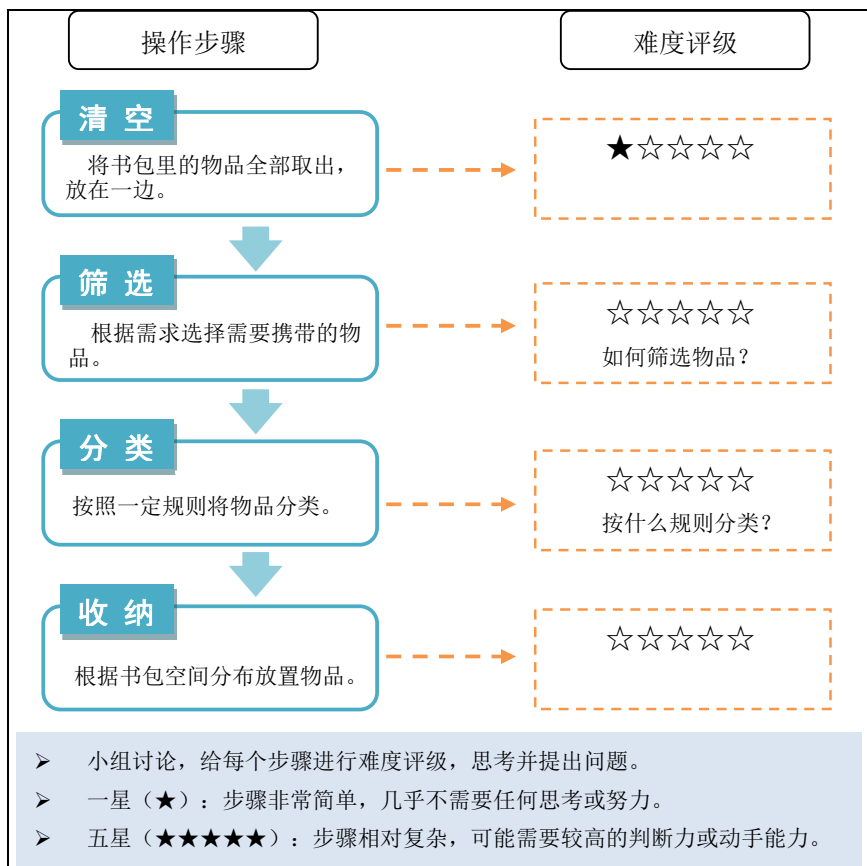 操作步骤
难度评级
清 空
将书包里的物品全部取出，
放在一边。
★☆☆☆☆
筛 选
根据需求选择需要携带的物
品。
☆☆☆☆☆
如何筛选物品？
分 类
按照一定规则将物品分类。
☆☆☆☆☆
按什么规则分类？
收 纳
根据书包空间分布放置物品。
☆☆☆☆☆
➢ 小组讨论，给每个步骤进行难度评级，思考并提出问题。
➢ 一星（★）：步骤非常简单，几乎不需要任何思考或努力。
➢ 五星（★★★★★）：步骤相对复杂，可能需要较高的判断力或动手能力。